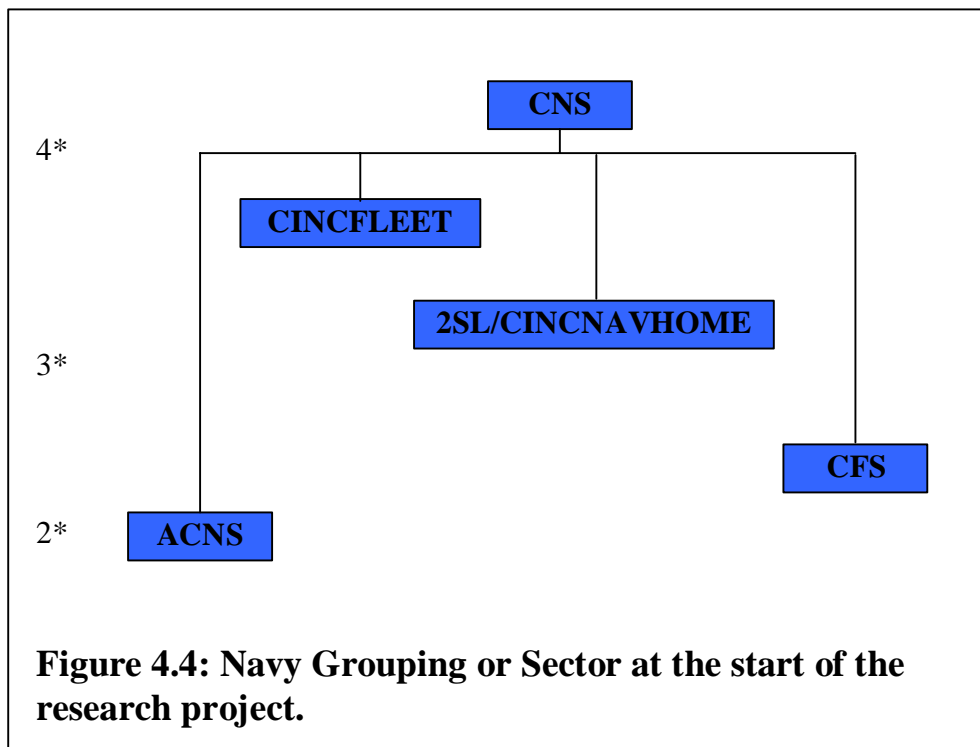 CNS
4*
CINCFLEET
2SL/CINCNAVHOME
3*
CFS
2*
ACNS
Figure 4.4: Navy Grouping or Sector at the start of the
research project.